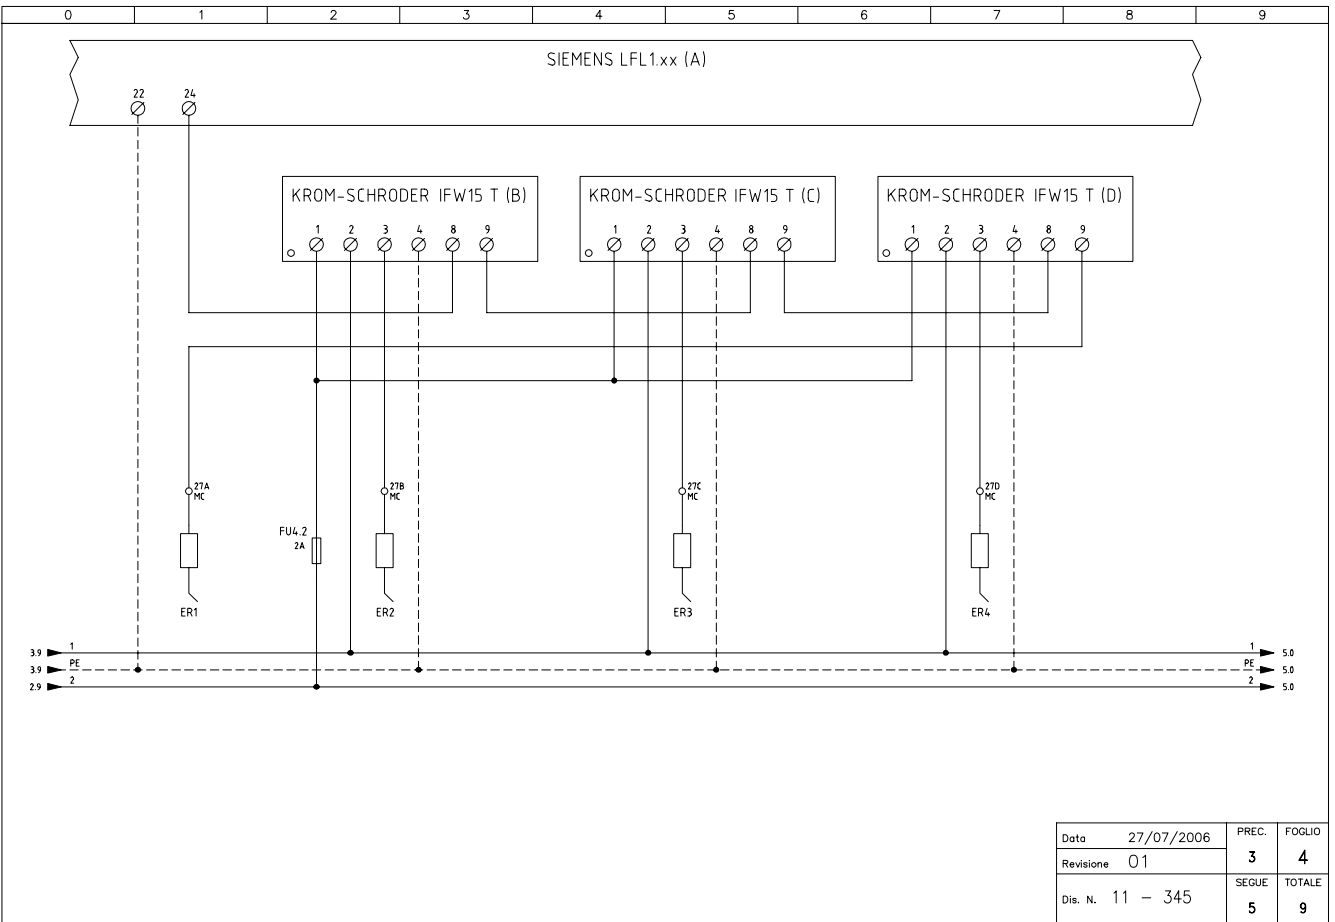 0 1 2 3 4 5 6 7 8 9
SIEMENS LFL1.xx (A)
22 24
KROM-SCHRODER IFW15 T (B) KROM-SCHRODER IFW15 T (C) KROM-SCHRODER IFW15 T (D)
1 2 3 4 8 9 1 2 3 4 8 9 1 2 3 4 8 9
27A 27B 27C 27D
MC MC MC MC
FU4.2
2A
ER1 ER2 ER3 ER4
3.9 1 1 5.0
3.9 PE PE 5.0
2.9 2 2 5.0
Data 27/07/2006 PREC. FOGLIO
Revisione 01 3 4
SEGUE TOTALE
Dis. N. 11 - 345 5 9